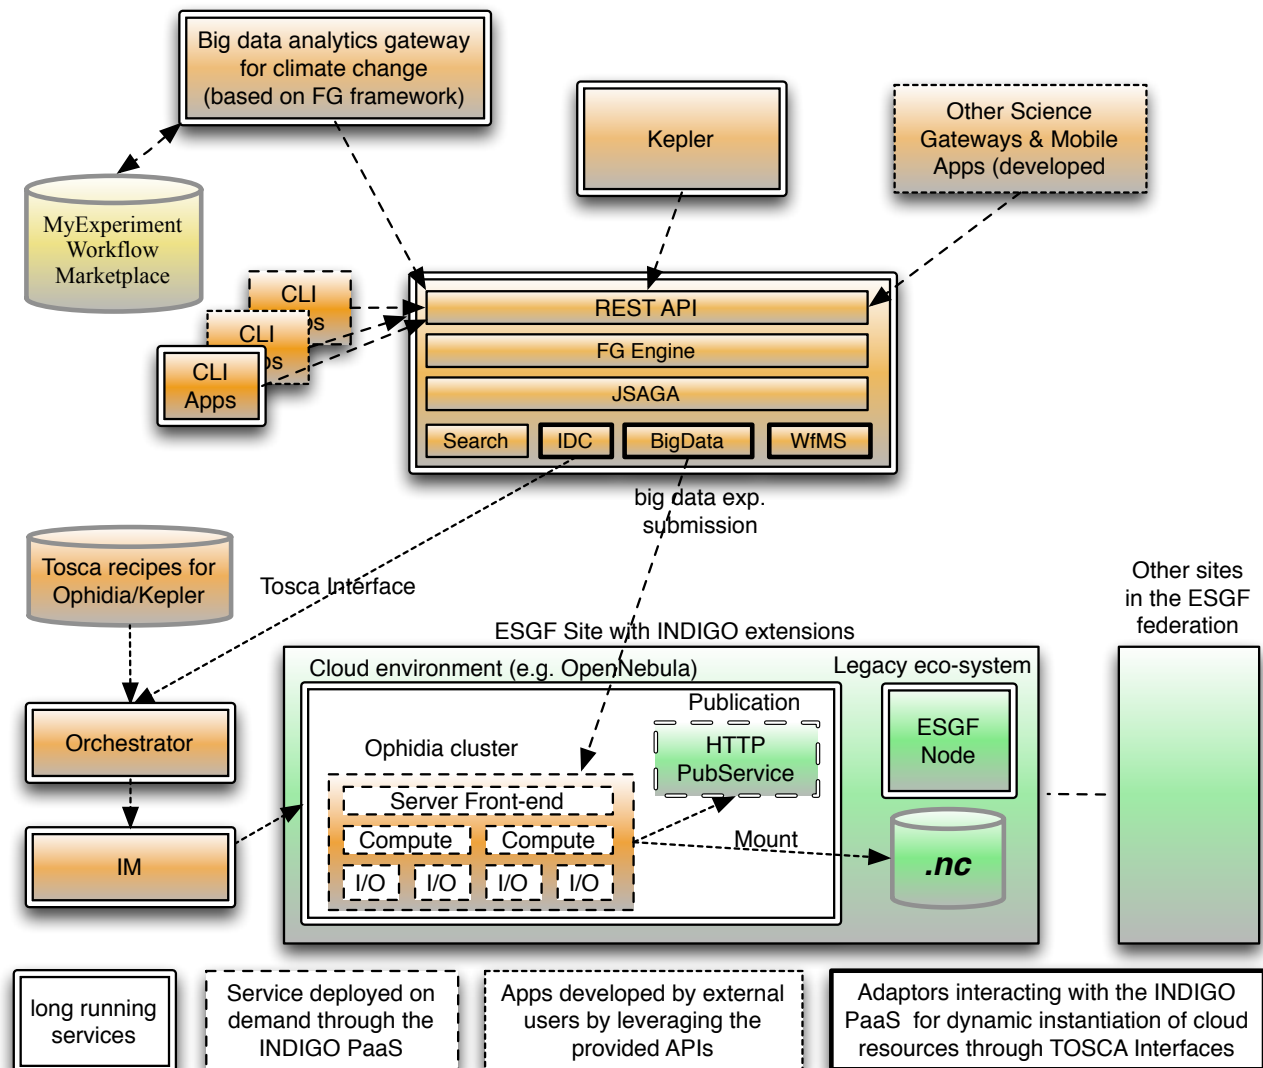 Big data analytics gateway
for climate change
(based on FG framework)
Kepler
Other Science
Gateways & Mobile
Apps (developed
MyExperiment
Workflow
Marketplace
CLI
ps
CLI
ps
CLI
Apps
REST API
FG Engine
JSAGA
Search
IDC
BigData
WfMS
big data exp.
submission
Tosca recipes for
Ophidia/Kepler
Tosca Interface
Other sites
in the ESGF
federation
ESGF Site with INDIGO extensions
Cloud environment (e.g. OpenNebula)
Legacy eco-system
Publication
Orchestrator
Ophidia cluster
HTTP
PubService
ESGF
Node
Server Front-end
Compute
Compute
Mount
IM
I/O
I/O
I/O
I/O
.nc
long running
services
Service deployed on
demand through the
INDIGO PaaS
Apps developed by external
users by leveraging the
provided APIs
Adaptors interacting with the INDIGO
PaaS  for dynamic instantiation of cloud
resources through TOSCA Interfaces